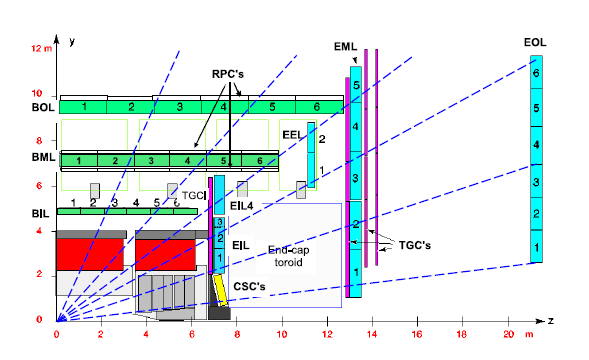 y
12 m
EML
EOL
RPC's
10
BOL
1 2 3 4 5 6
8
EEL
2
1
BML
1 2 3 4 5 6
6
TGC
BIL
1 2 3 4 5 6
EIL4
4
3
2
1
EIL
End-cap
toroid
TGC's
2
CSC's
5
4
3
2
1
6
5
4
3
2
1
0
0 2 4 6 8 10 12 14 16 m 18 20 m
z